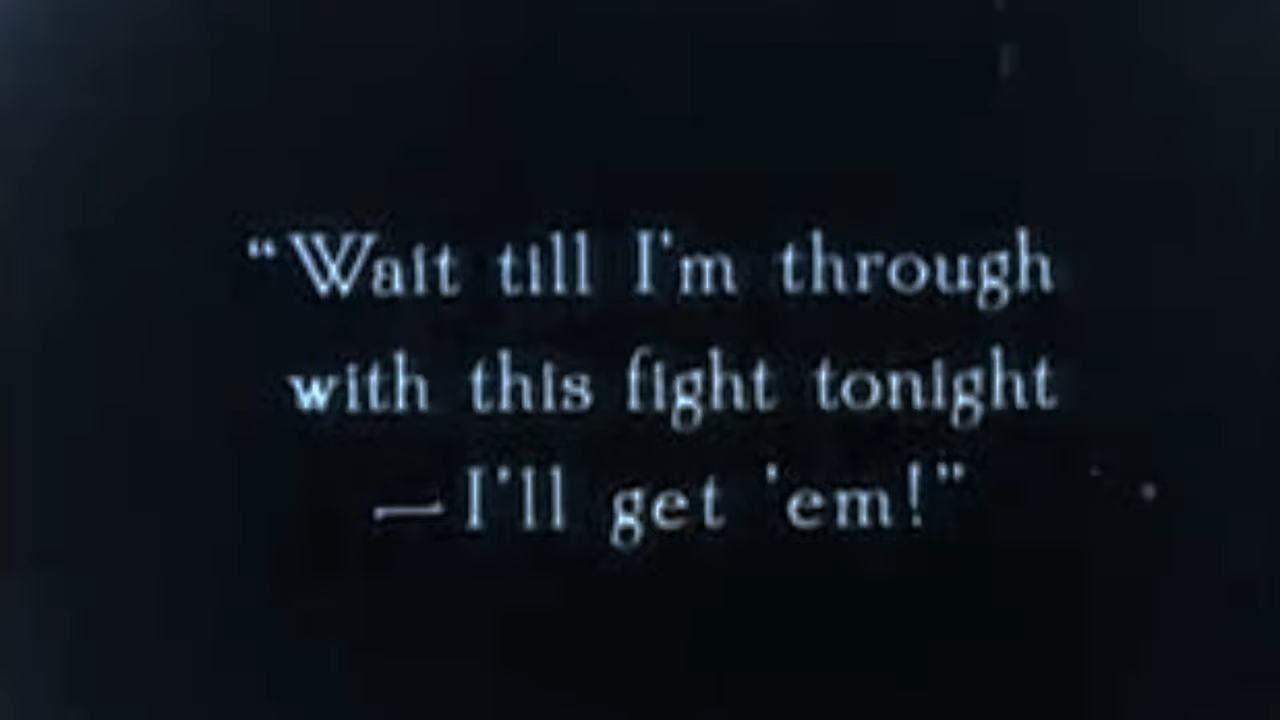 “Wait till I'm through
with this fight tonight
—I'll get 'em!”